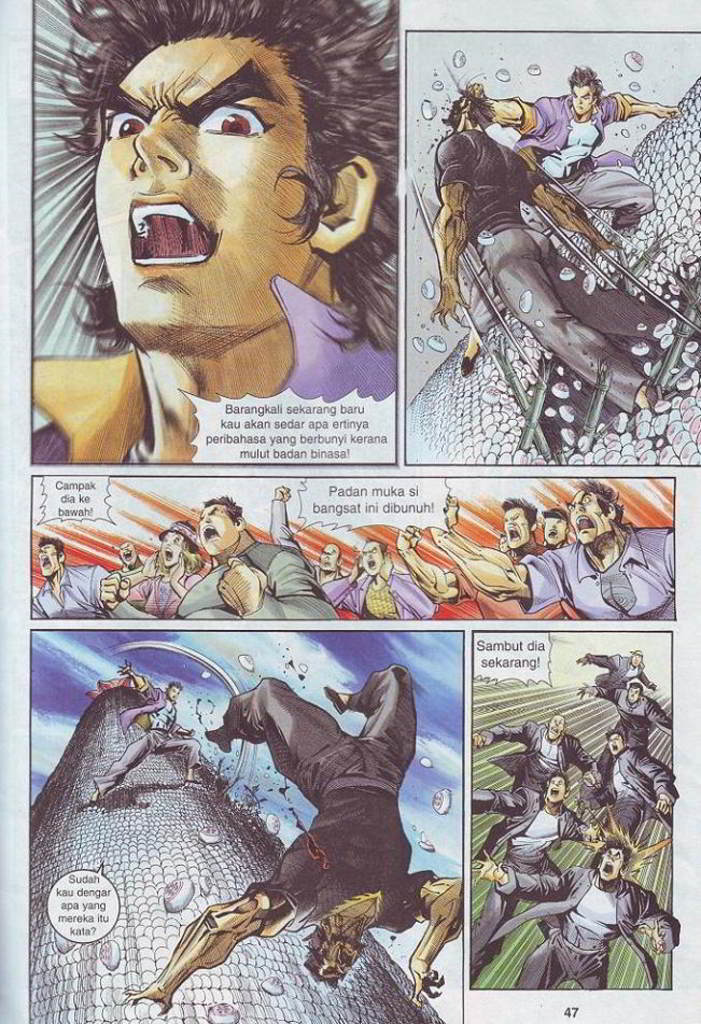 Barangkali sekarang baru
kau akan sedar apa ertinya
peribahasa yang berbunyi kerana
mulut badan binasa!
Campak
dia ke
bawah!
Padan muka si
bangsat ini dibunuh!
Sudah
kau dengar
apa yang
mereka itu
kata?
Sambut dia
sekarang!
47